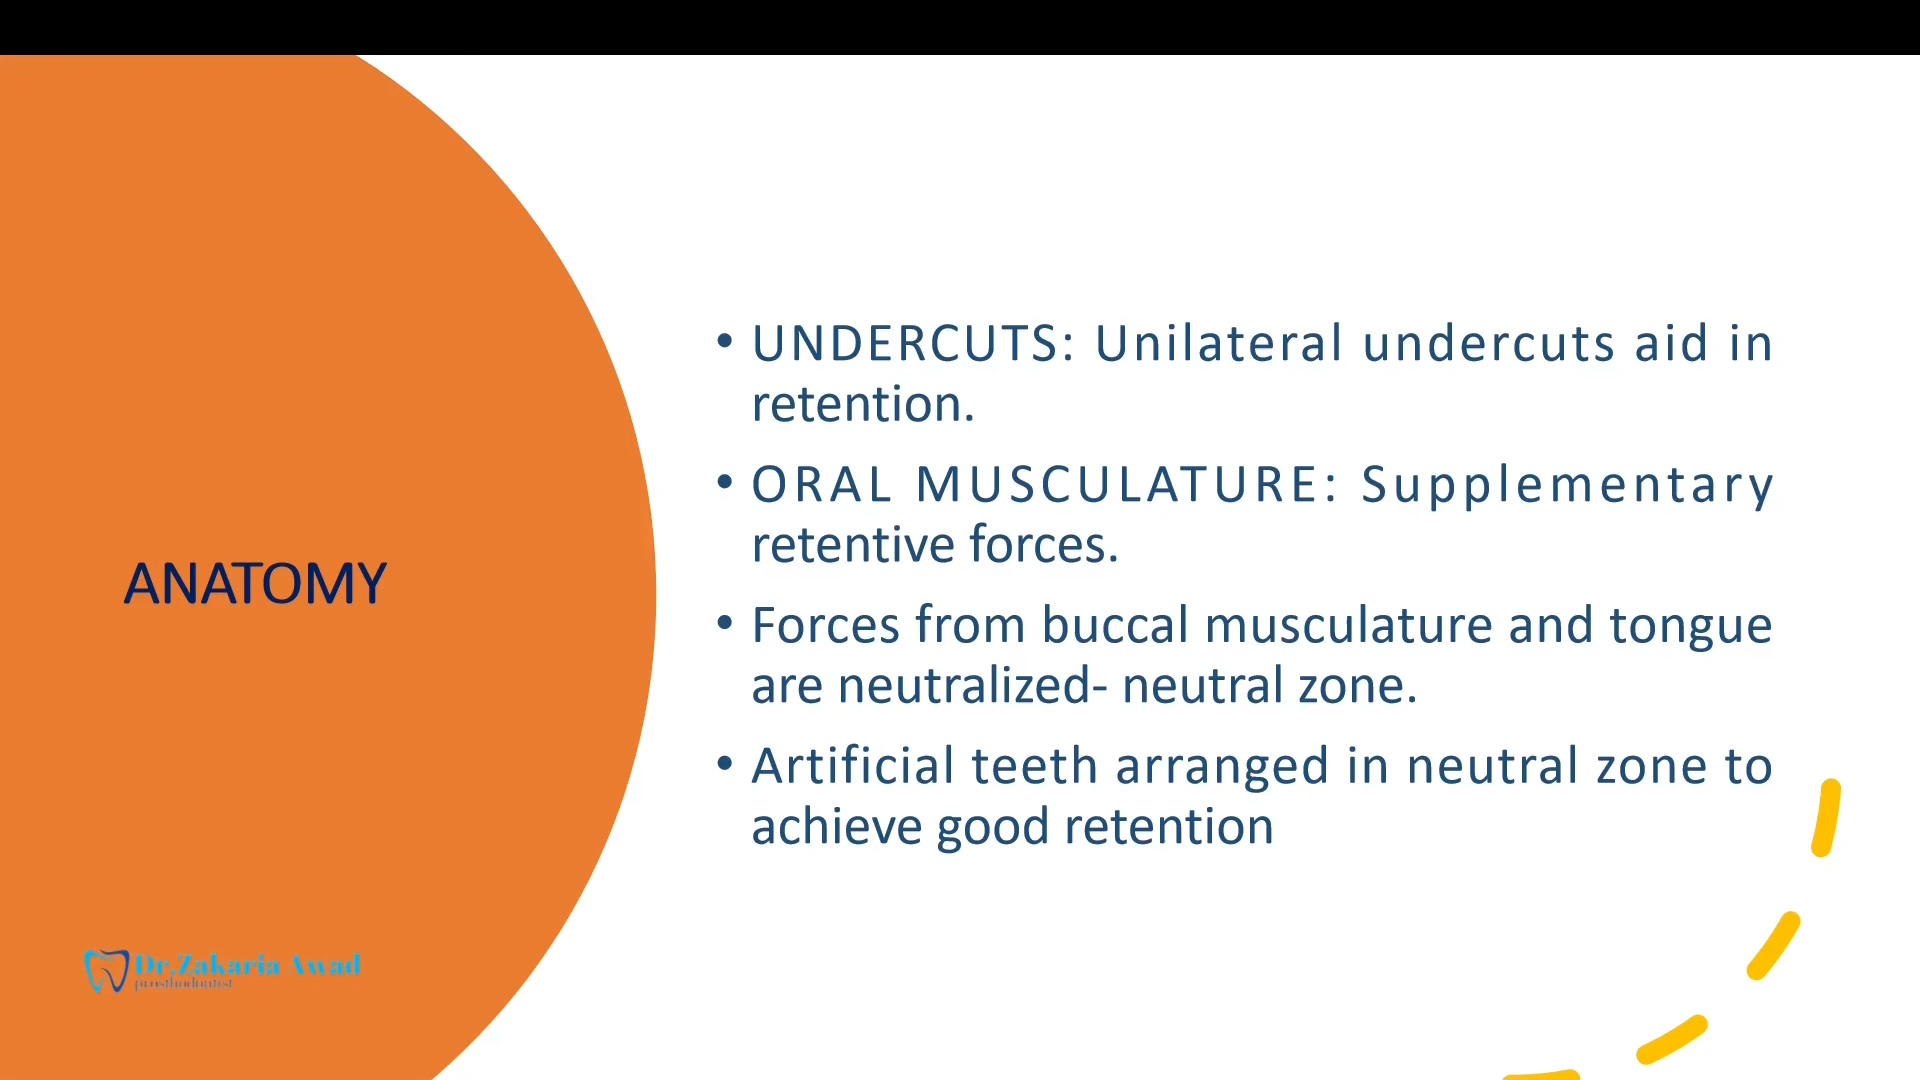 ANATOMY
• UNDERCUTS: Unilateral undercuts aid in
retention.
• ORAL MUSCULATURE: Supplementary
retentive forces.
• Forces from buccal musculature and tongue
are neutralized- neutral zone.
• Artificial teeth arranged in neutral zone to
achieve good retention
Dr.Zakaria Awad
prosthodontist